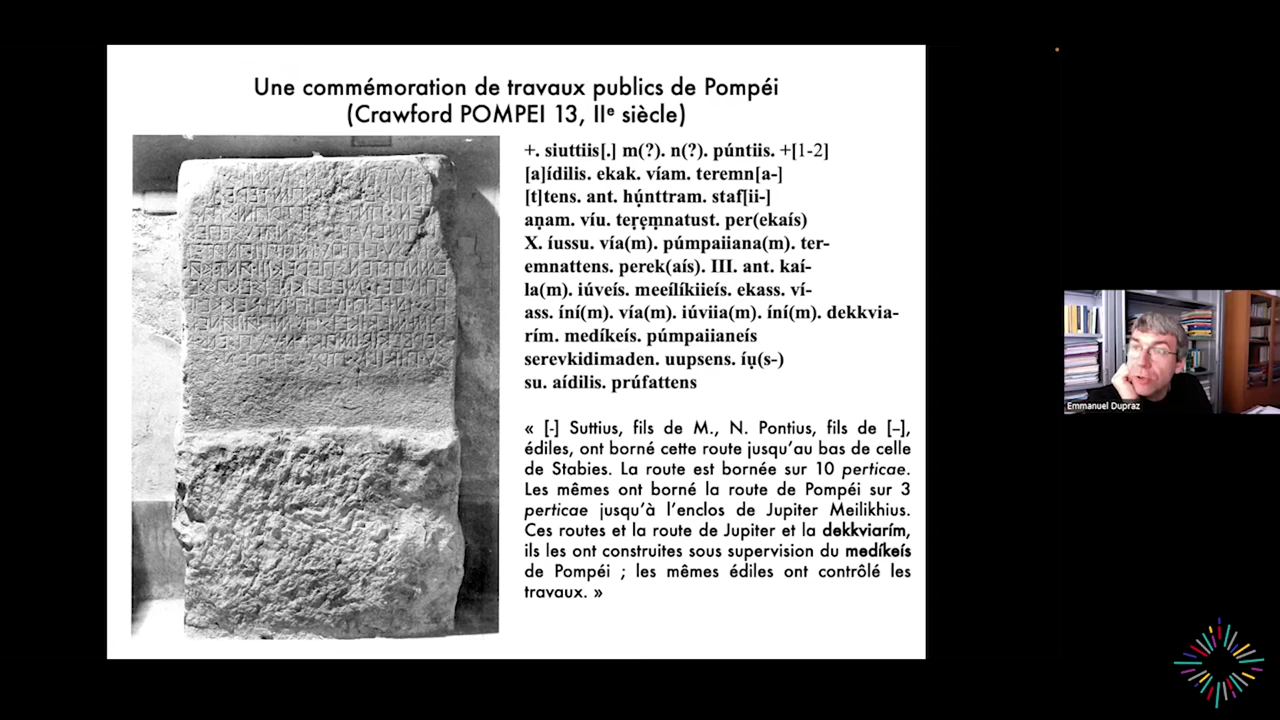 Une commémoration de travaux publics de Pompéi
(Crawford POMPEI 13, IIᵉ siècle)
+. siuttiis[.] m(?). n(?). púntiis. +[1-2]
[a]ídilis. ekak. víam. teremn[a-]
[t]tens. ant. hụ́nttram. staf[ii-]
aṇam. víu. teṛẹṃnatust. per(ekaís)
X. íussu. vía(m). púmpaiiana(m). ter-
emnattens. perek(aís). III. ant. kaí-
la(m). iúveís. meeílíkiieís. ekass. ví-
ass. íní(m). vía(m). iúviia(m). íní(m). dekkvia-
rím. medíkeís. púmpaiianeís
serevkidimaden. uupsens. íụ(s-)
su. aídilis. prúfattens
« [-] Suttius, fils de M., N. Pontius, fils de [–],
édiles, ont borné cette route jusqu'au bas de celle
de Stabies. La route est bornée sur 10 perticae.
Les mêmes ont borné la route de Pompéi sur 3
perticae jusqu'à l'enclos de Jupiter Meilikhius.
Ces routes et la route de Jupiter et la dekkviarím,
ils les ont construites sous supervision du medíkeís
de Pompéi ; les mêmes édiles ont contrôlé les
travaux. »
Emmanuel Dupraz